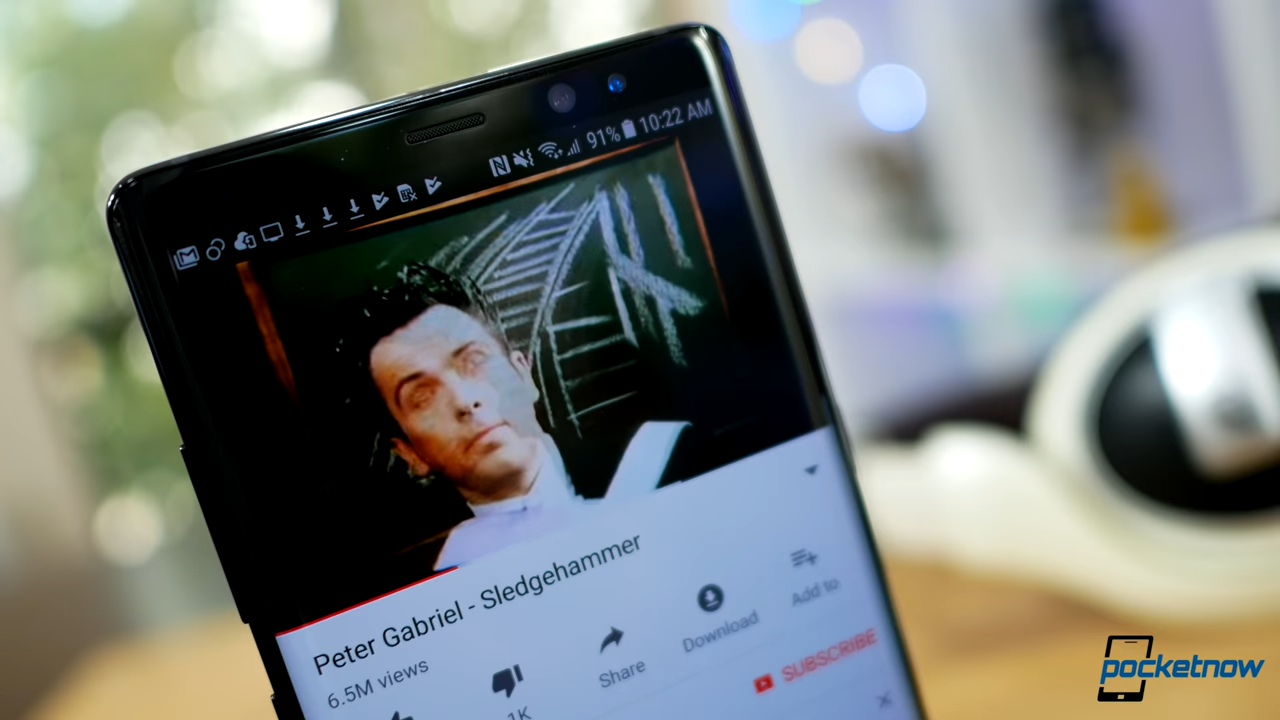 91% 10:22 AM
Peter Gabriel - Sledgehammer
6.5M views
1K
Share
Download
Add to
SUBSCRIBE
pocketnow